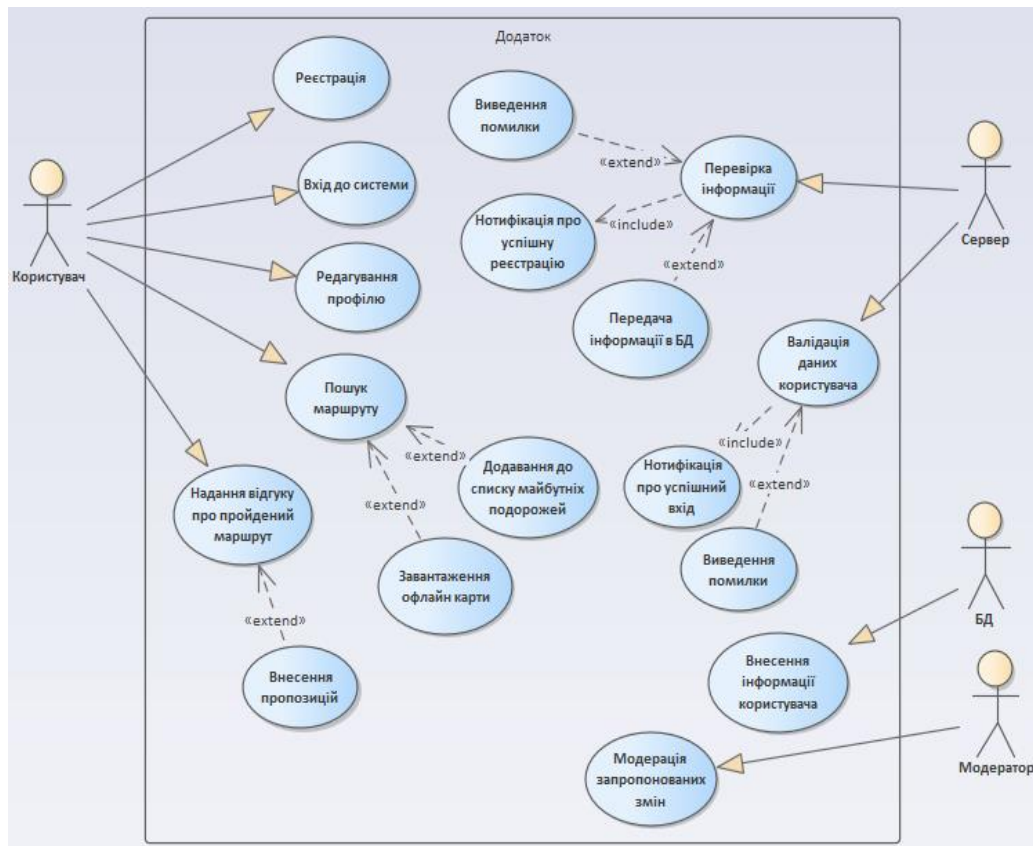 Додаток
Реєстрація
Виведення
помилки
«extend»
Перевірка
інформації
Вхід до системи
Користувач
Нотифікація про
успішну
реєстрацію
«include»
Сервер
«extend»
Редагування
профілю
Передача
інформації в БД
Валідація
даних
користувача
Пошук
маршруту
«extend»
Додавання до
списку майбутніх
подорожей
«include»
Нотифікація
про успішний
вхід
«extend»
Надання відгуку
про пройдений
маршрут
«extend»
Завантаження
офлайн карти
Виведення
помилки
БД
«extend»
Внесення
пропозицій
Внесення
інформації
користувача
Модерація
запропонованих
змін
Модератор